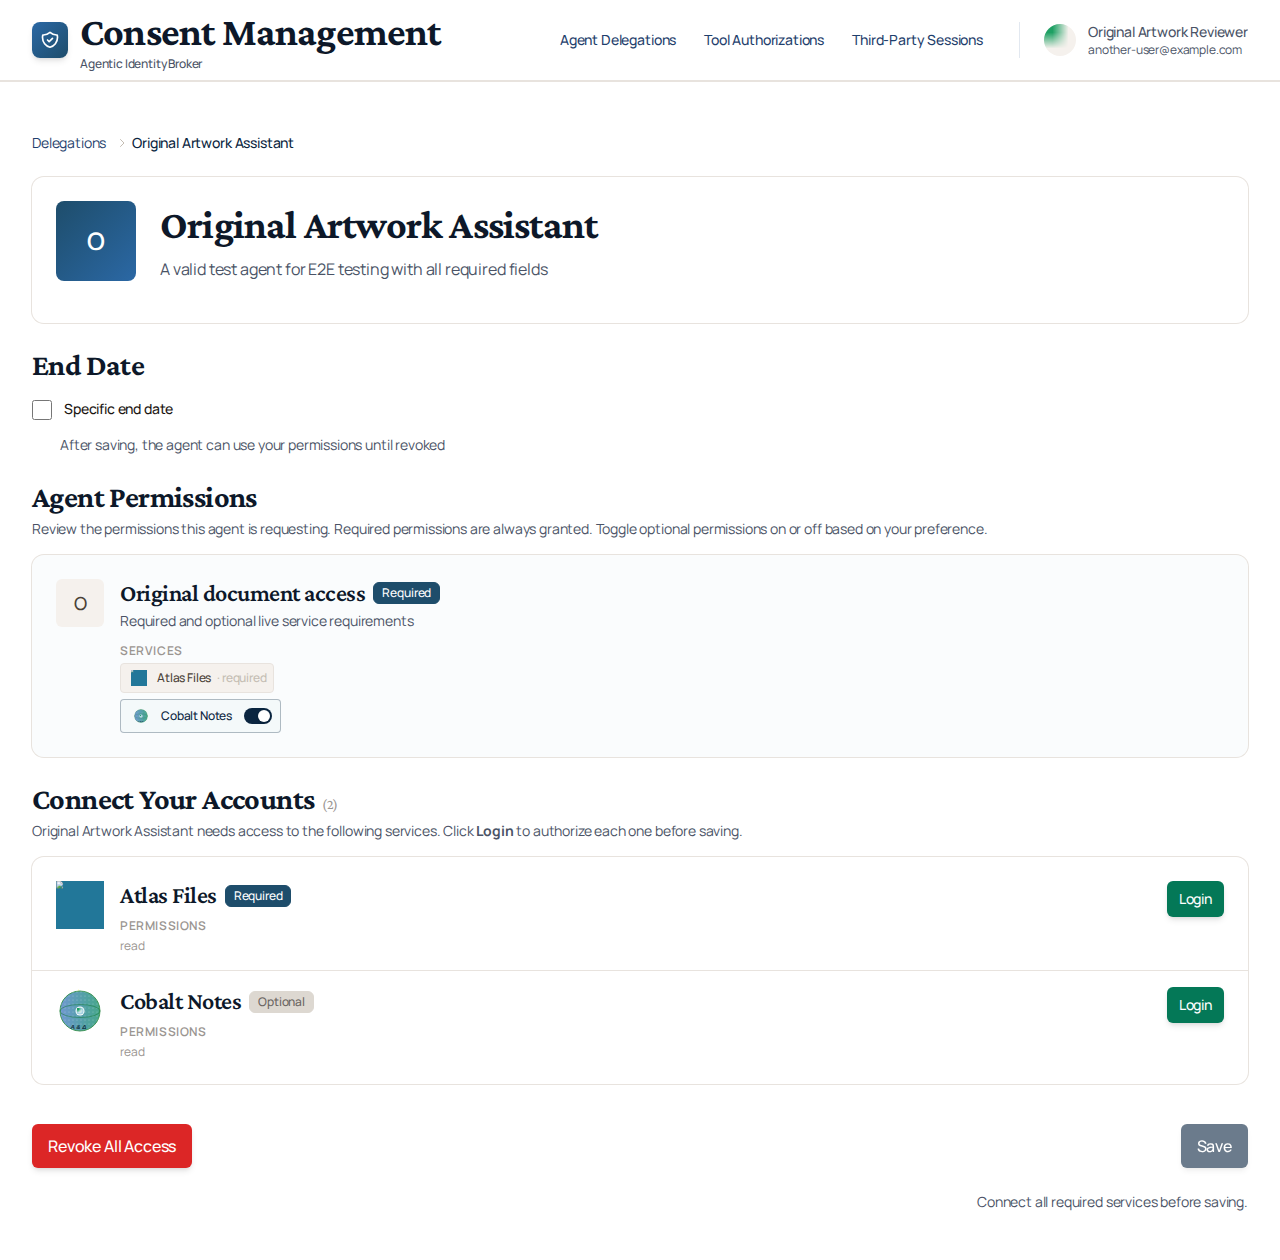 Consent Management
Agentic Identity Broker
Agent Delegations
Tool Authorizations
Third-Party Sessions
Original Artwork Reviewer
another-user@example.com
Delegations
Original Artwork Assistant
O
Original Artwork Assistant
A valid test agent for E2E testing with all required fields
End Date
Specific end date
After saving, the agent can use your permissions until revoked
Agent Permissions
Review the permissions this agent is requesting. Required permissions are always granted. Toggle optional permissions on or off based on your preference.
O
Original document access
Required
Required and optional live service requirements
SERVICES
Atlas Files · required
Cobalt Notes
Connect Your Accounts (2)
Original Artwork Assistant needs access to the following services. Click Login to authorize each one before saving.
Atlas Files
Required
Login
PERMISSIONS
read
Cobalt Notes
Optional
Login
PERMISSIONS
read
Revoke All Access
Save
Connect all required services before saving.